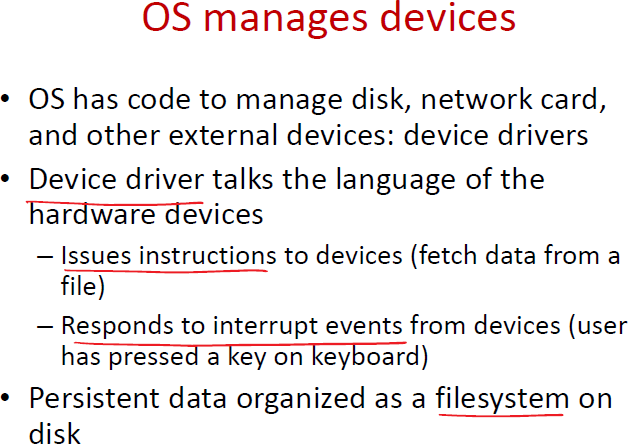 OS manages devices
• OS has code to manage disk, network card,
and other external devices: device drivers
• Device driver talks the language of the
hardware devices
– Issues instructions to devices (fetch data from a
file)
– Responds to interrupt events from devices (user
has pressed a key on keyboard)
• Persistent data organized as a filesystem on
disk